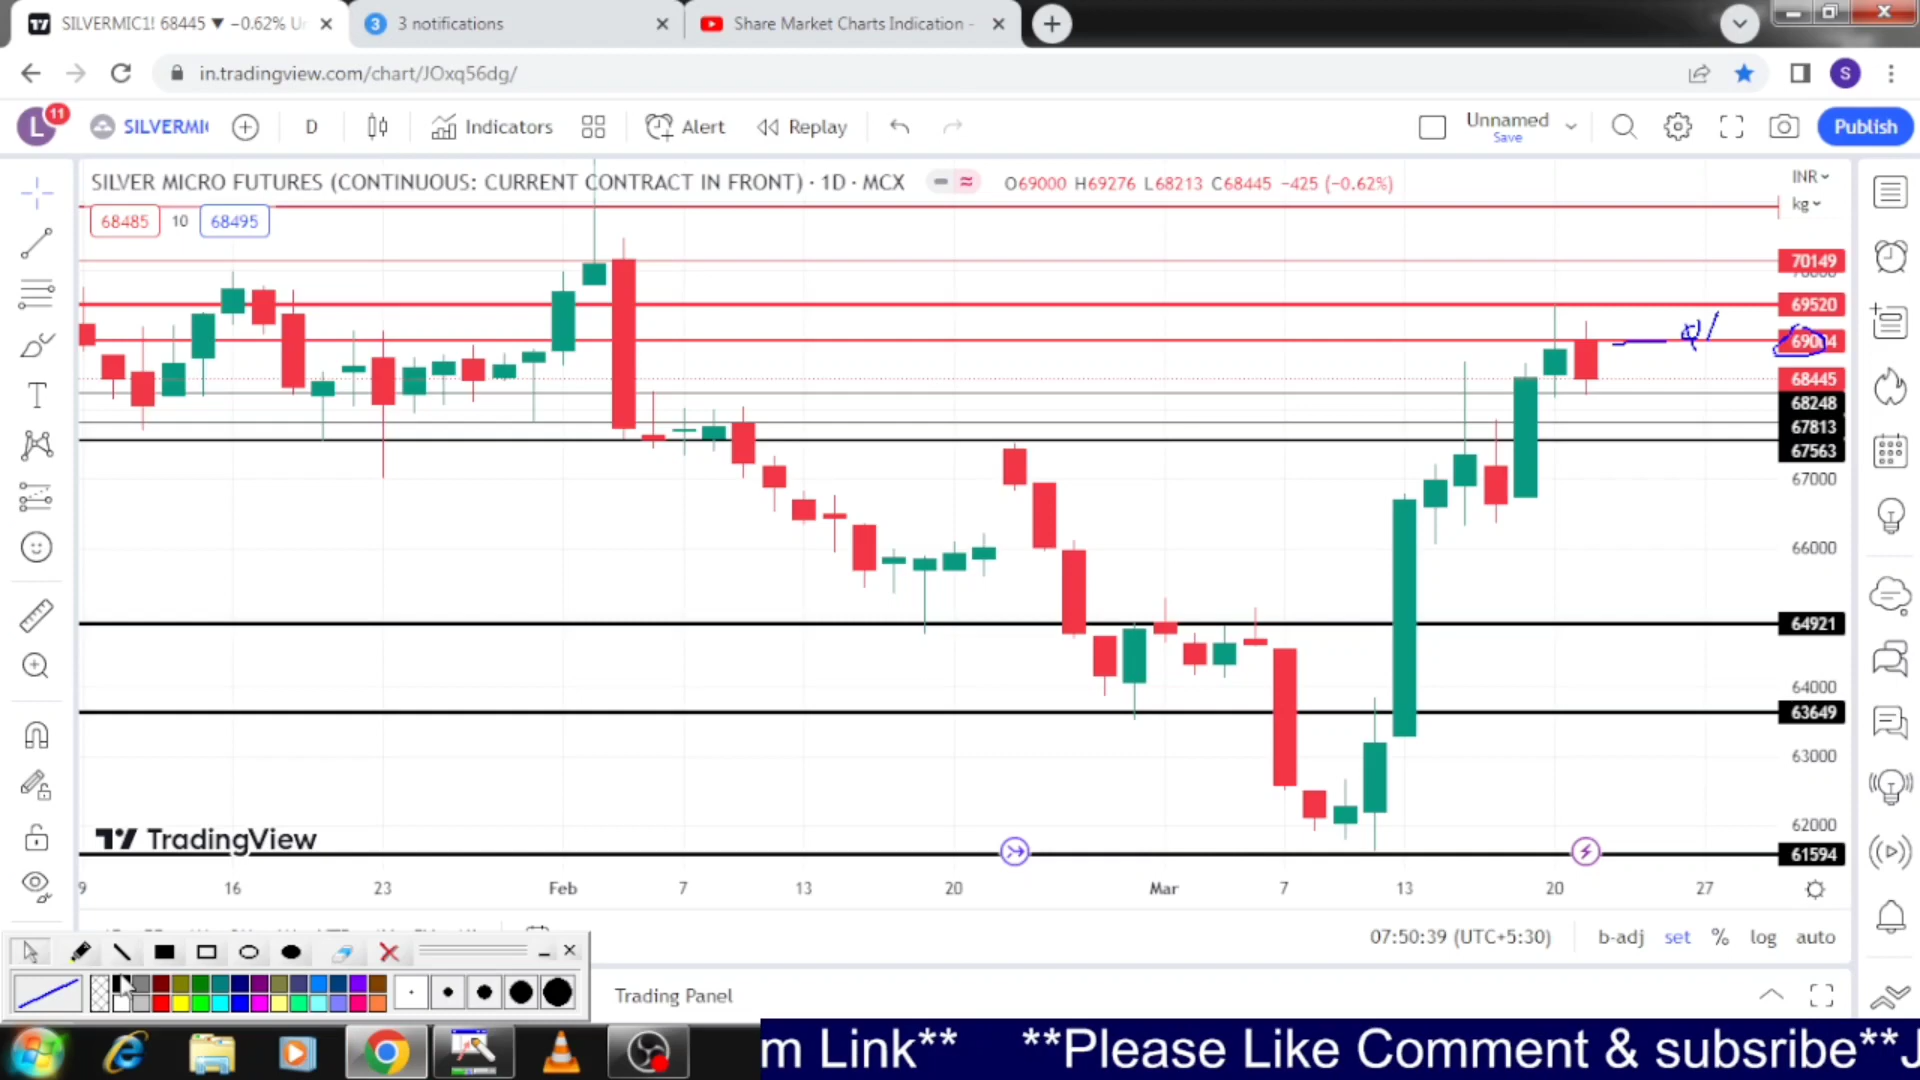 SILVERMIC1! 68445 ▼ −0.62% Un
3 notifications
Share Market Charts Indication -
in.tradingview.com/chart/JOxq56dg/
S
L
11
SILVERMI
D
Indicators
Alert
Replay
Unnamed
Save
Publish
SILVER MICRO FUTURES (CONTINUOUS: CURRENT CONTRACT IN FRONT) · 1D · MCX
O69000 H69276 L68213 C68445 −425 (−0.62%)
INR
kg
68485
10
68495
70149
69520
69004
68445
68248
67813
67563
67000
66000
64921
64000
63649
63000
62000
61594
TradingView
9
16
23
Feb
7
13
20
Mar
7
13
20
27
07:50:39 (UTC+5:30)
b-adj
set
%
log
auto
Trading Panel
m Link** **Please Like Comment & subsribe**J